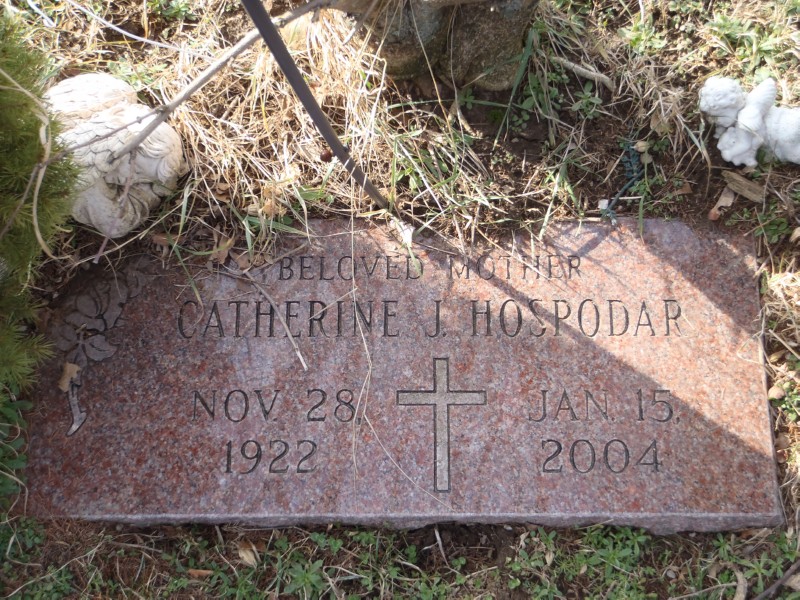 BELOVED MOTHER
CATHERINE J. HOSPODAR
NOV. 28, JAN. 15,
1922 2004